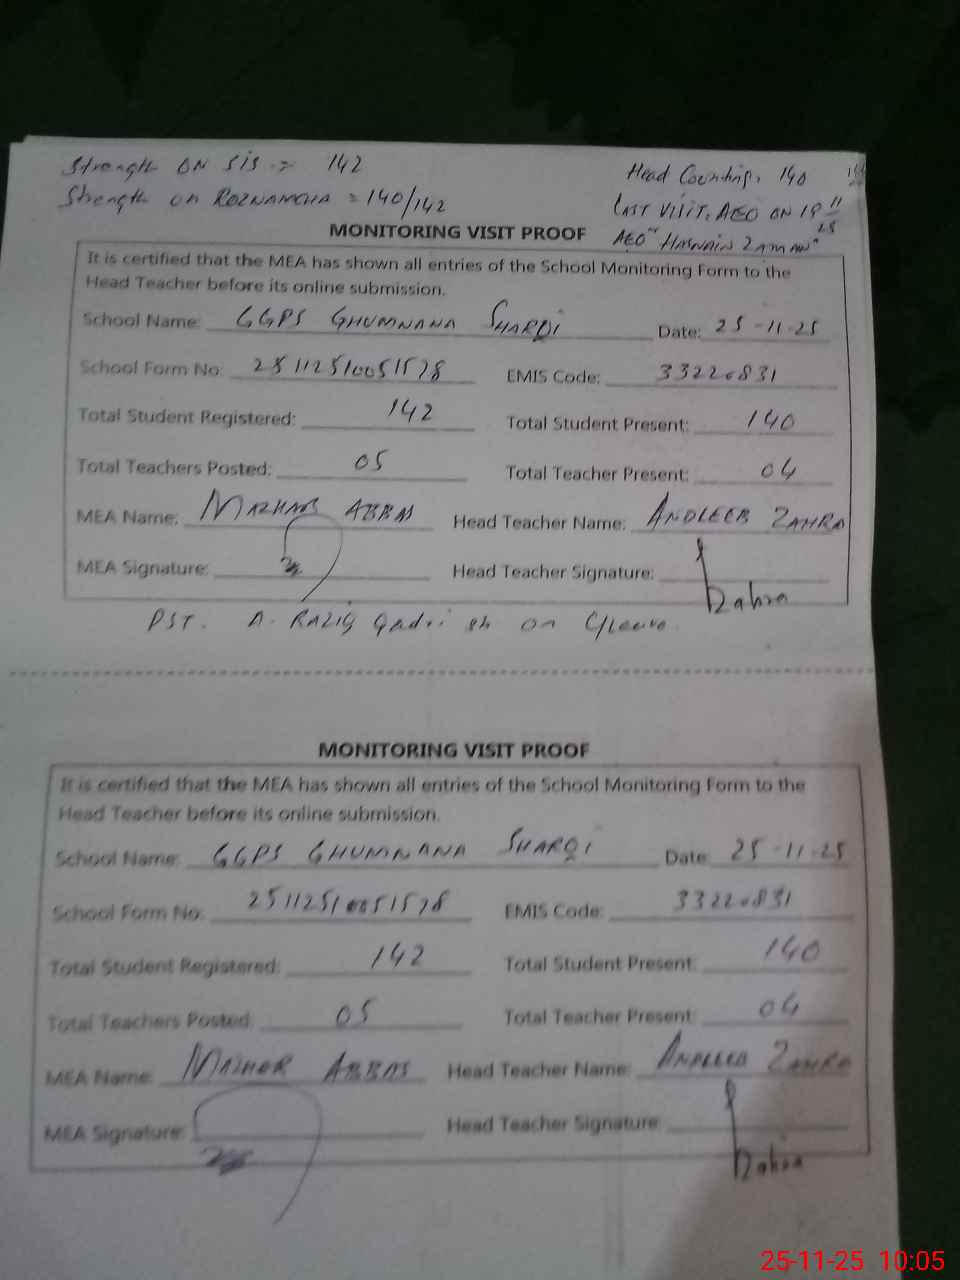 Strength ON SIS = 142
Head Counting. 140
Strength on ROZNAMCHA = 140/142
LAST VISIT. AEO ON 19 11
25
MONITORING VISIT PROOF
AEO "HASNAIN ZAMAN"
It is certified that the MEA has shown all entries of the School Monitoring Form to the
Head Teacher before its online submission.
School Name: GGPS GHUMNANA SHARQI Date: 25-11-25
School Form No: 25112510051578 EMIS Code: 33220831
Total Student Registered: 142 Total Student Present: 140
Total Teachers Posted: 05 Total Teacher Present: 04
MEA Name: MAZHAR ABBAS Head Teacher Name: ANDLEEB ZAHRA
MEA Signature: Head Teacher Signature: Zahra
PST. A. RAZIQ Qadri on
MONITORING VISIT PROOF
It is certified that the MEA has shown all entries of the School Monitoring Form to the
Head Teacher before its online submission.
School Name: GGPS GHUMNANA SHARQI Date: 25-11-25
School Form No: 25112510051578 EMIS Code: 33220831
Total Student Registered: 142 Total Student Present: 140
Total Teachers Posted: 05 Total Teacher Present: 04
MEA Name: MAZHER ABBAS Head Teacher Name: ANDLEEB ZAHRA
MEA Signature: Head Teacher Signature: Zahra
25-11-25 10:05